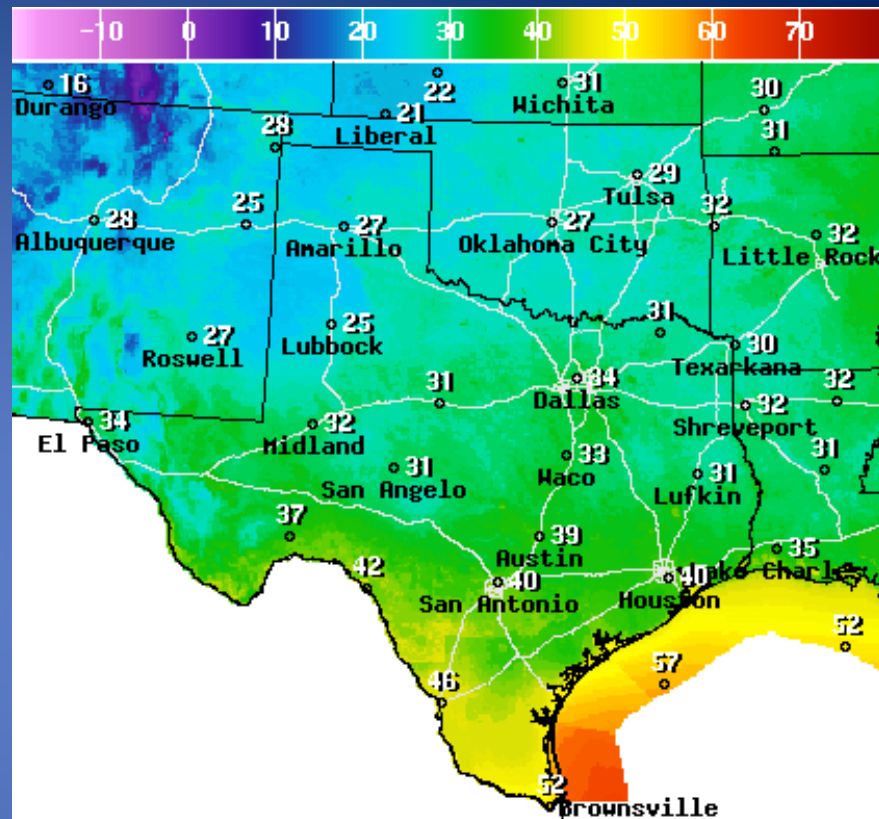 -10 0 10 20 30 40 50 60 70
22
16 31
Durango Wichita 30
21
Liberal
28 31
29
Tulsa
28 25 27 27 32 32
Albuquerque Amarillo Oklahoma City Little Rock
27 25 31
Roswell Lubbock 30
Texarkana
34
31 Dallas 32 32
34 32 Shreveport
El Paso Midland
31 33 31 31
San Angelo Waco Lufkin
37 39 35
Austin
42 40 40 Lake Charl
San Antonio Houston
52
46 57
52
Brownsville